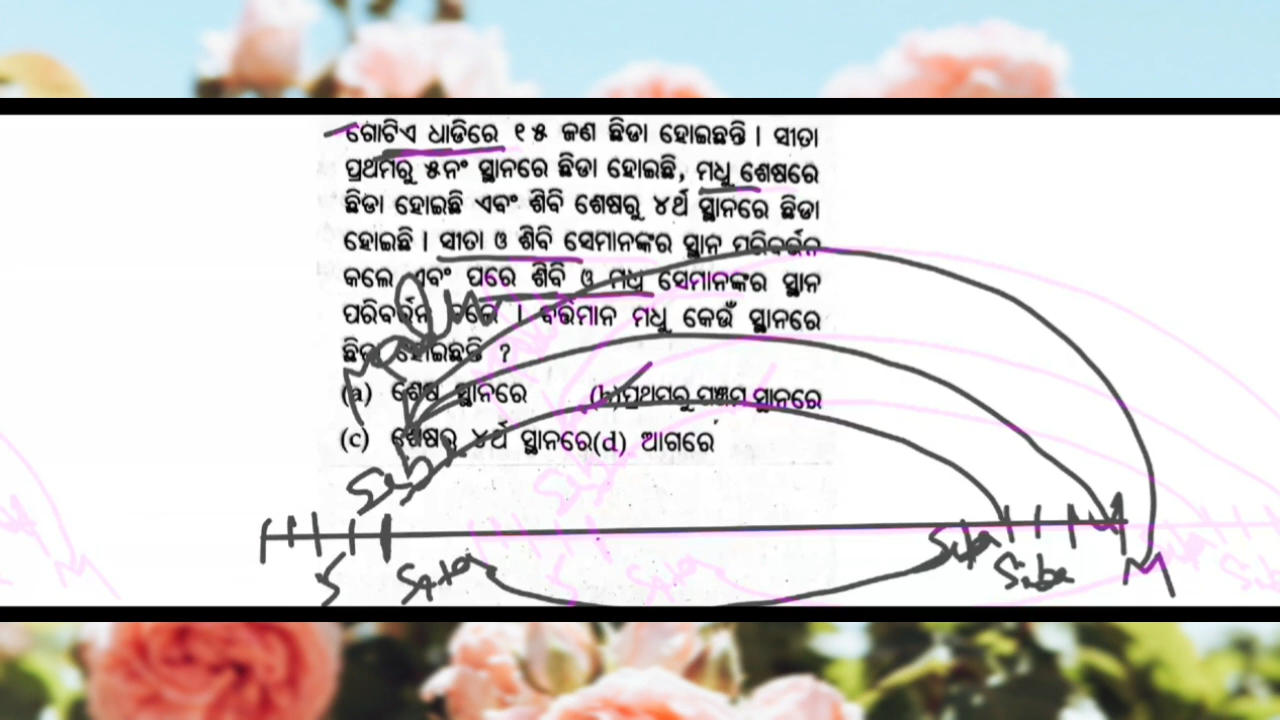 ଗୋଟିଏ ଧାଡିରେ ୧୫ ଜଣ ଛିଡା ହୋଇଛନ୍ତି । ସୀତା
ପ୍ରଥମରୁ ୫ନଂ ସ୍ଥାନରେ ଛିଡା ହୋଇଛି, ମଧୁ ଶେଷରେ
ଛିଡା ହୋଇଛି ଏବଂ ଶିବି ଶେଷରୁ ୪ର୍ଥ ସ୍ଥାନରେ ଛିଡା
ହୋଇଛି । ସୀତା ଓ ଶିବି ସେମାନଙ୍କର ସ୍ଥାନ ପରିବର୍ତ୍ତନ
କଲେ ଏବଂ ପରେ ଶିବି ଓ ମଧୁ ସେମାନଙ୍କର ସ୍ଥାନ
ପରିବର୍ତ୍ତନ କଲେ । ବର୍ତ୍ତମାନ ମଧୁ କେଉଁ ସ୍ଥାନରେ
ଛିଡା ହୋଇଛନ୍ତି ?
(a) ଶେଷ ସ୍ଥାନରେ (b) ପ୍ରଥମରୁ ପଞ୍ଚମ ସ୍ଥାନରେ
(c) ଶେଷରୁ ୪ର୍ଥ ସ୍ଥାନରେ (d) ଆଗରେ
S Sita Sita Siba M